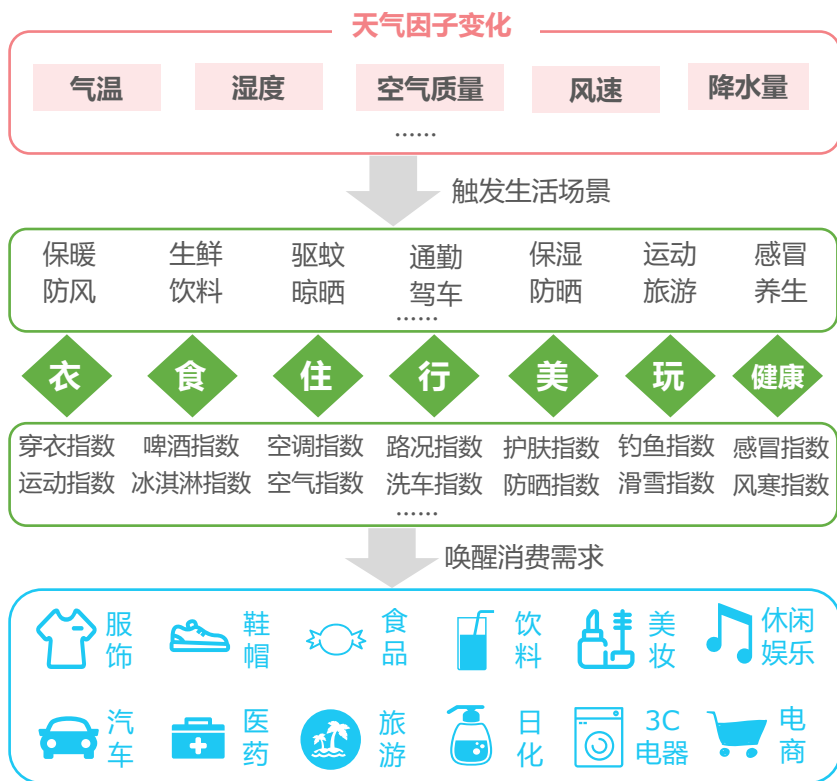 天气因子变化
气温 湿度 空气质量 风速 降水量
......
触发生活场景
保暖 生鲜 驱蚊 通勤 保湿 运动 感冒
防风 饮料 晾晒 驾车 防晒 旅游 养生
......
衣 食 住 行 美 玩 健康
穿衣指数 啤酒指数 空调指数 路况指数 护肤指数 钓鱼指数 感冒指数
运动指数 冰淇淋指数 空气指数 洗车指数 防晒指数 滑雪指数 风寒指数
......
唤醒消费需求
服饰 鞋帽 食品 饮料 美妆 休闲娱乐
汽车 医药 旅游 日化 3C电器 电商